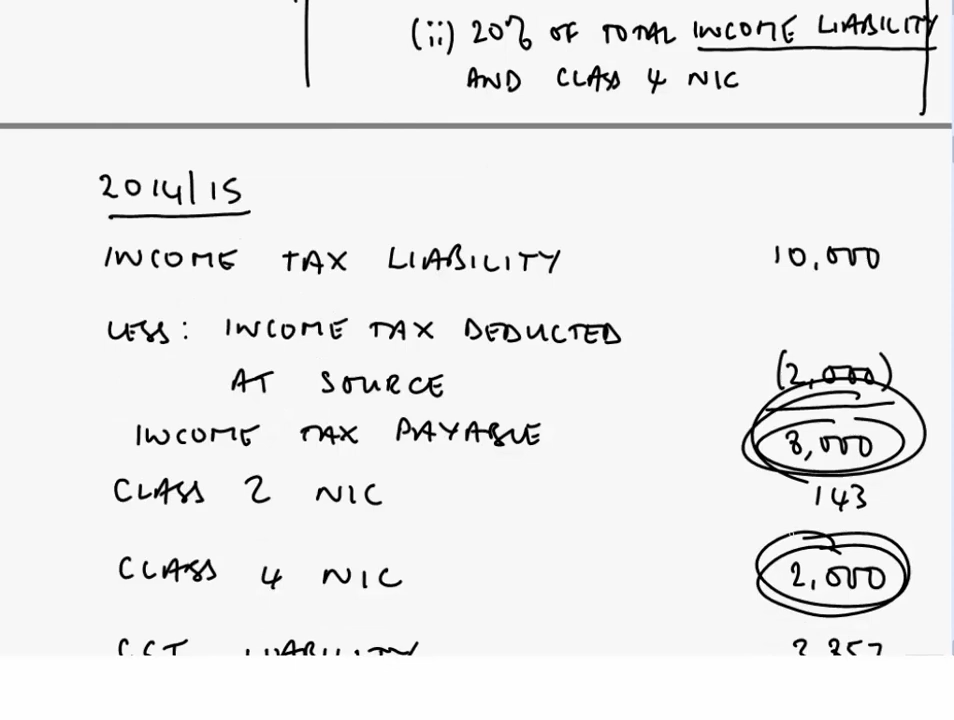 (ii) 20% OF TOTAL INCOME LIABILITY
AND CLASS 4 NIC
2014/15
INCOME TAX LIABILITY 10,000
LESS: INCOME TAX DEDUCTED
AT SOURCE (2,000)
INCOME TAX PAYABLE 8,000
CLASS 2 NIC 143
CLASS 4 NIC 2,000
CGT LIABILITY